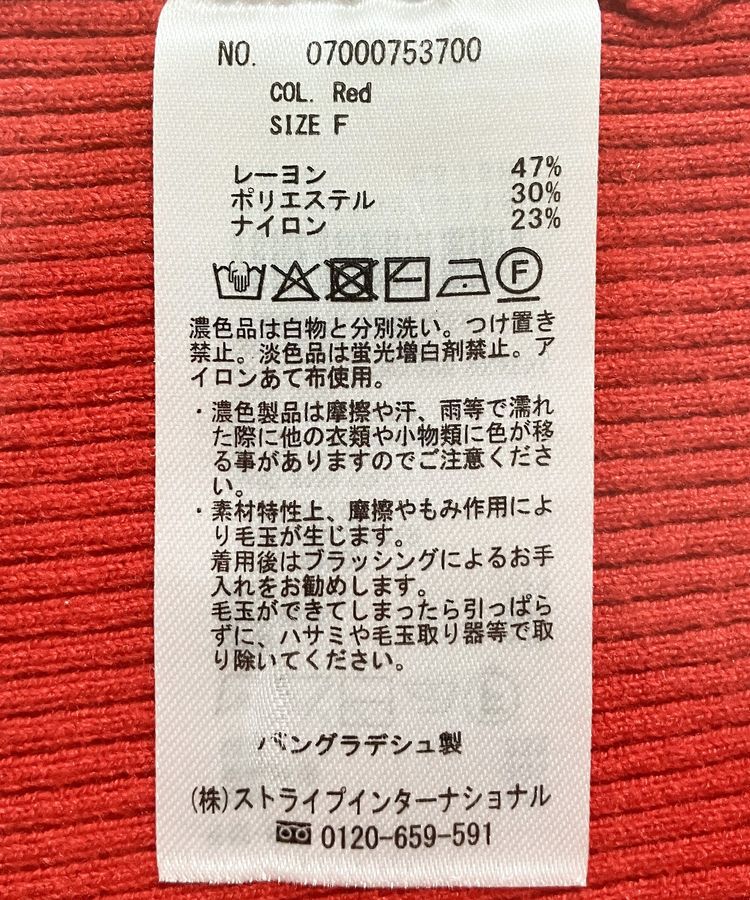 NO. 07000753700
COL. Red
SIZE F
レーヨン 47%
ポリエステル 30%
ナイロン 23%
F
濃色品は白物と分別洗い。つけ置き
禁止。淡色品は蛍光増白剤禁止。ア
イロンあて布使用。
・濃色製品は摩擦や汗、雨等で濡れ
た際に他の衣類や小物類に色が移
る事がありますのでご注意くださ
い。
・素材特性上、摩擦やもみ作用によ
り毛玉が生じます。
着用後はブラッシングによるお手
入れをお勧めします。
毛玉ができてしまったら引っぱら
ずに、ハサミや毛玉取り器等で取
り除いてください。
バングラデシュ製
(株)ストライプインターナショナル
0120-659-591